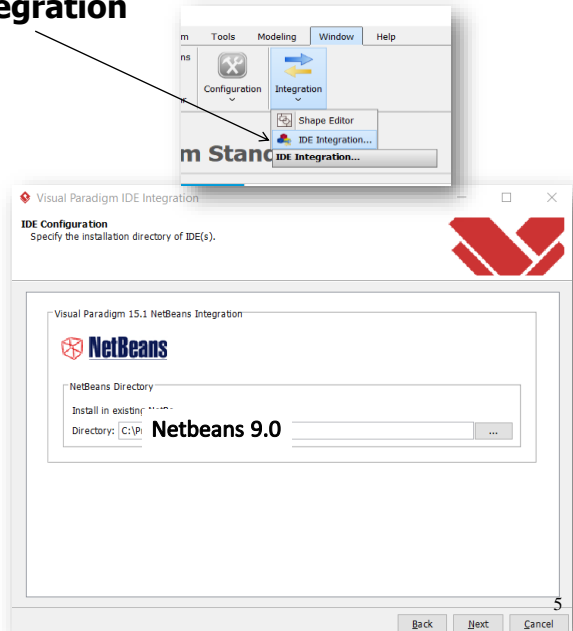 egration
Tools Modeling Window Help
Configuration Integration
Shape Editor
IDE Integration...
IDE Integration...
Visual Paradigm IDE Integration
IDE Configuration
Specify the installation directory of IDE(s).
Visual Paradigm 15.1 NetBeans Integration
NetBeans
NetBeans Directory
Install in existing
Directory: C:\P
Netbeans 9.0
...
5
Back Next Cancel